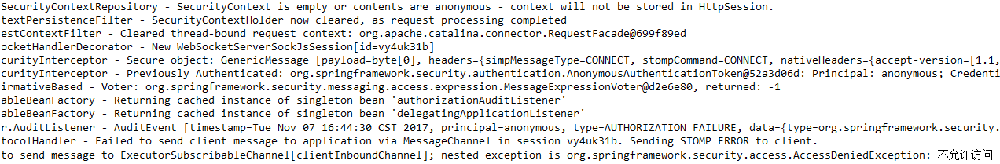 SecurityContextRepository - SecurityContext is empty or contents are anonymous - context will not be stored in HttpSession.
textPersistenceFilter - SecurityContextHolder now cleared, as request processing completed
estContextFilter - Cleared thread-bound request context: org.apache.catalina.connector.RequestFacade@699f89ed
ocketHandlerDecorator - New WebSocketServerSockJsSession[id=vy4uk31b]
curityInterceptor - Secure object: GenericMessage [payload=byte[0], headers={simpMessageType=CONNECT, stompCommand=CONNECT, nativeHeaders={accept-version=[1.1,
curityInterceptor - Previously Authenticated: org.springframework.security.authentication.AnonymousAuthenticationToken@52a3d06d: Principal: anonymous; Credenti
irmativeBased - Voter: org.springframework.security.messaging.access.expression.MessageExpressionVoter@d2e6e80, returned: -1
ableBeanFactory - Returning cached instance of singleton bean 'authorizationAuditListener'
ableBeanFactory - Returning cached instance of singleton bean 'delegatingApplicationListener'
r.AuditListener - AuditEvent [timestamp=Tue Nov 07 16:44:30 CST 2017, principal=anonymous, type=AUTHORIZATION_FAILURE, data={type=org.springframework.security.
tocolHandler - Failed to send client message to application via MessageChannel in session vy4uk31b. Sending STOMP ERROR to client.
to send message to ExecutorSubscribableChannel[clientInboundChannel]; nested exception is org.springframework.security.access.AccessDeniedException: 不允许访问